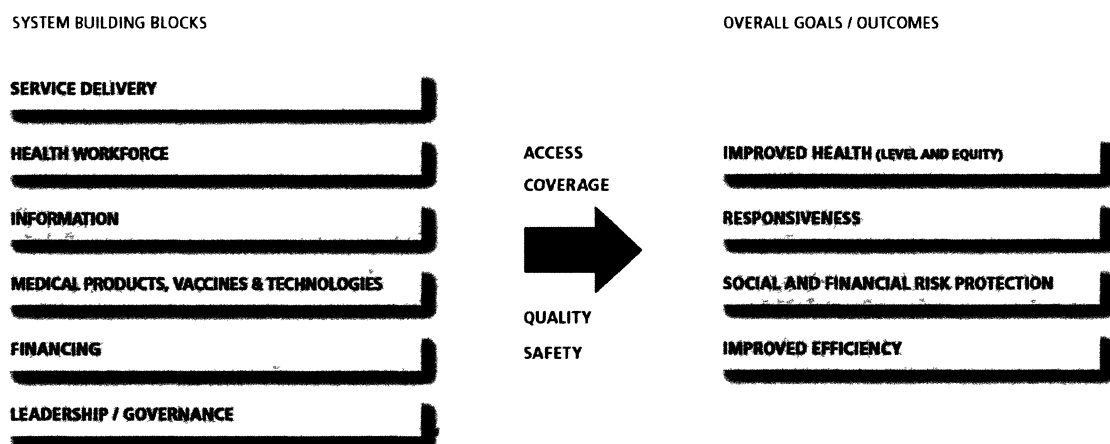 SYSTEM BUILDING BLOCKS
SERVICE DELIVERY
HEALTH WORKFORCE
INFORMATION
MEDICAL PRODUCTS, VACCINES & TECHNOLOGIES
FINANCING
LEADERSHIP / GOVERNANCE
ACCESS
COVERAGE
QUALITY
SAFETY
OVERALL GOALS / OUTCOMES
IMPROVED HEALTH (LEVEL AND EQUITY)
RESPONSIVENESS
SOCIAL AND FINANCIAL RISK PROTECTION
IMPROVED EFFICIENCY